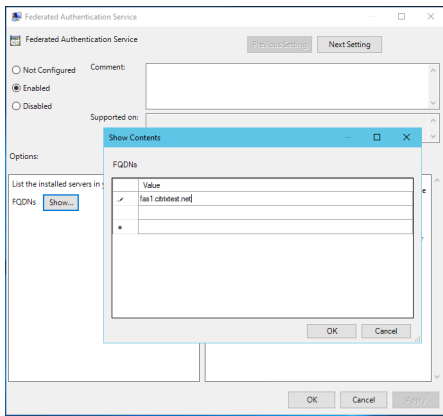 Federated Authentication Service
Federated Authentication Service
Previous Setting
Next Setting
Not Configured
Comment:
Enabled
Disabled
Supported on:
Options:
Show Contents
FQDNs
Value
fas1.citrixtest.net
OK
Cancel
List the installed servers in
FQDNs
Show...
OK
Cancel
Apply